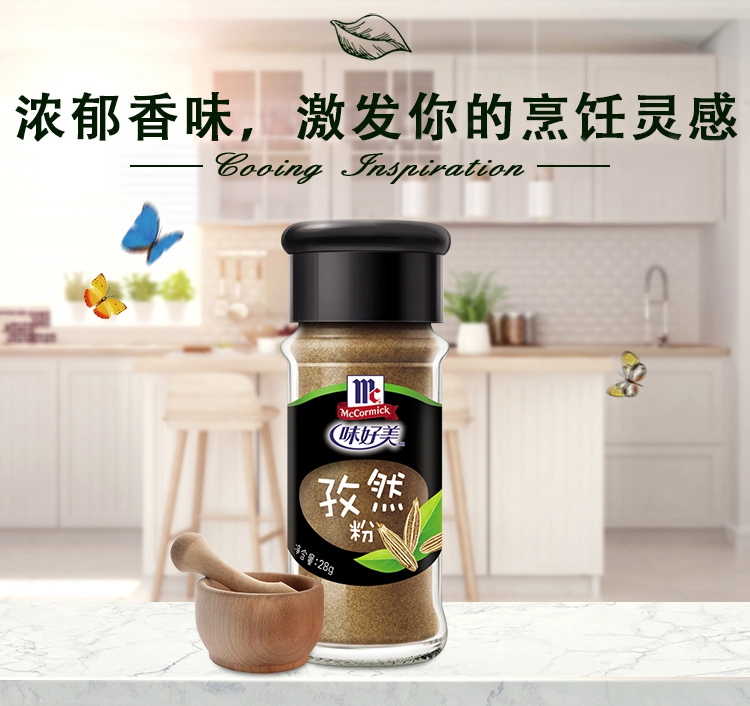 浓郁香味，激发你的烹饪灵感
Cooing Inspiration
Mc
McCormick
味好美
孜然
粉
净含量:28g